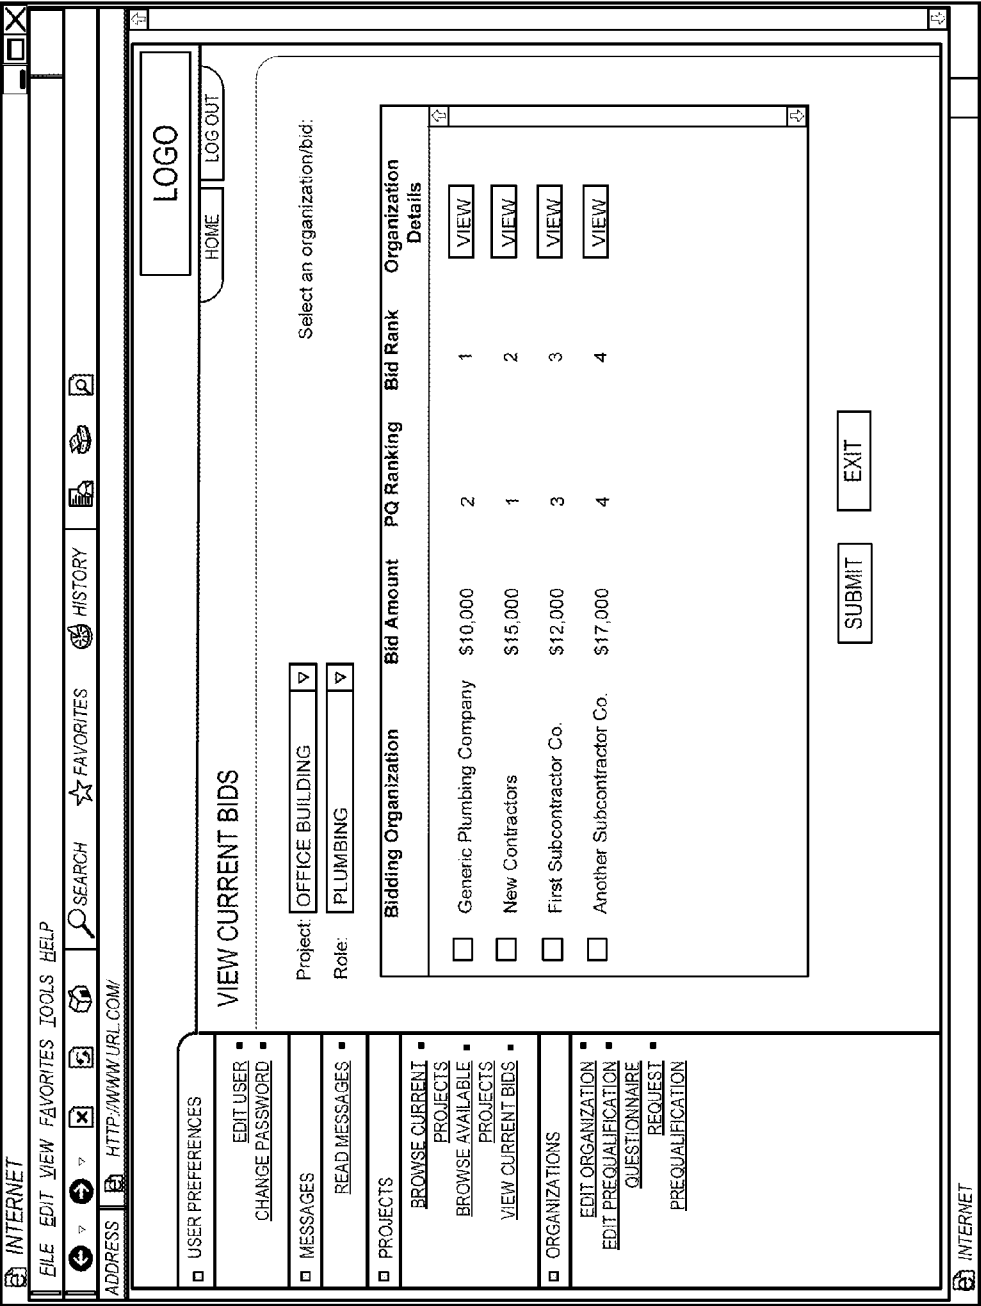 INTERNET
FILE EDIT VIEW FAVORITES TOOLS HELP
SEARCH FAVORITES HISTORY
ADDRESS HTTP://WWW.URL.COM/
LOGO
HOME LOG OUT
USER PREFERENCES
EDIT USER
CHANGE PASSWORD
MESSAGES
READ MESSAGES
PROJECTS
BROWSE CURRENT
PROJECTS
BROWSE AVAILABLE
PROJECTS
VIEW CURRENT BIDS
ORGANIZATIONS
EDIT ORGANIZATION
EDIT PREQUALIFICATION
QUESTIONNAIRE
REQUEST
PREQUALIFICATION
VIEW CURRENT BIDS
Project: OFFICE BUILDING Select an organization/bid:
Role: PLUMBING
Bidding Organization Bid Amount PQ Ranking Bid Rank Organization
Details
Generic Plumbing Company $10,000 2 1 VIEW
New Contractors $15,000 1 2 VIEW
First Subcontractor Co. $12,000 3 3 VIEW
Another Subcontractor Co. $17,000 4 4 VIEW
SUBMIT EXIT
INTERNET